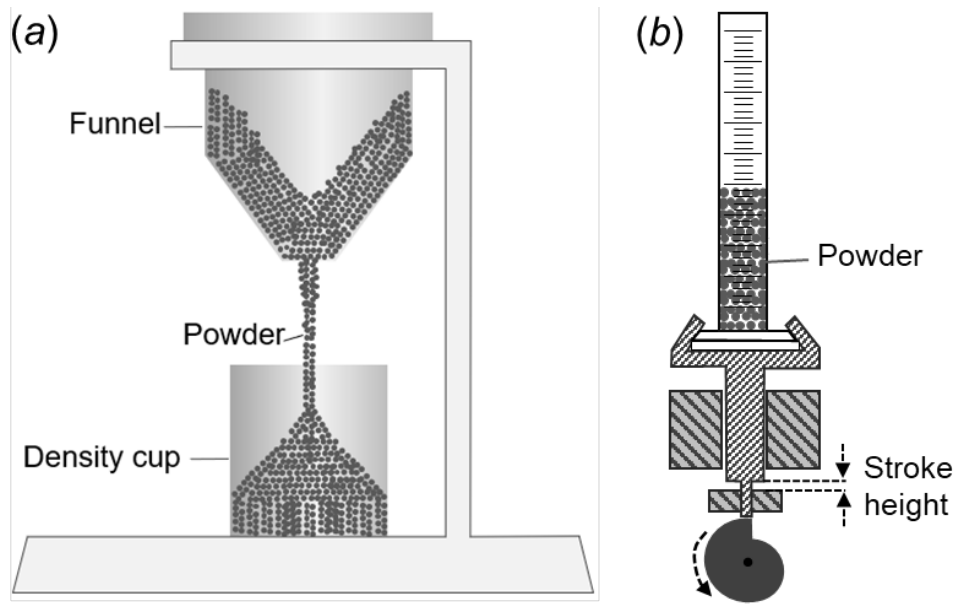 (a)
Funnel
Powder
Density cup
(b)
Powder
Stroke
height